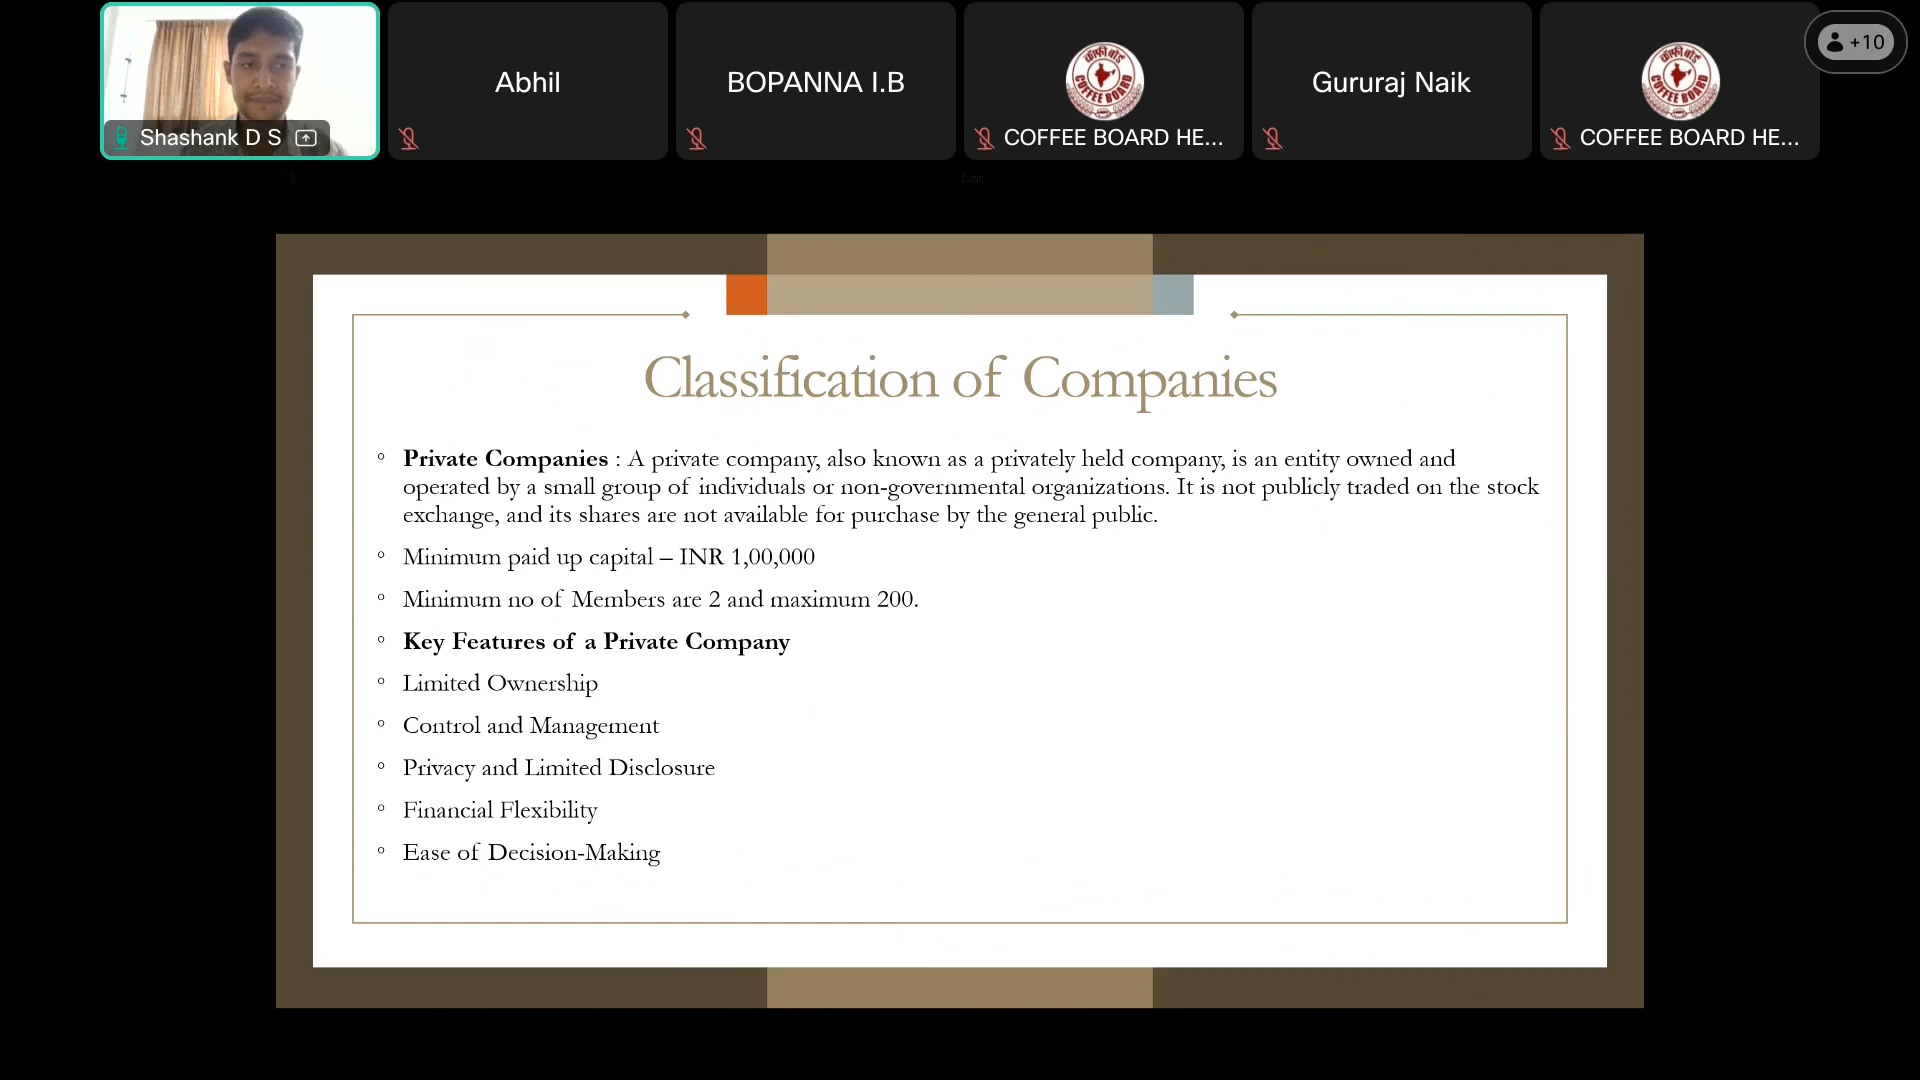 Shashank D S
Abhil
BOPANNA I.B
कॉफी बोर्ड
COFFEE BOARD
COFFEE BOARD HE...
Gururaj Naik
कॉफी बोर्ड
COFFEE BOARD
COFFEE BOARD HE...
+10
Classification of Companies
Private Companies : A private company, also known as a privately held company, is an entity owned and
operated by a small group of individuals or non-governmental organizations. It is not publicly traded on the stock
exchange, and its shares are not available for purchase by the general public.
Minimum paid up capital – INR 1,00,000
Minimum no of Members are 2 and maximum 200.
Key Features of a Private Company
Limited Ownership
Control and Management
Privacy and Limited Disclosure
Financial Flexibility
Ease of Decision-Making